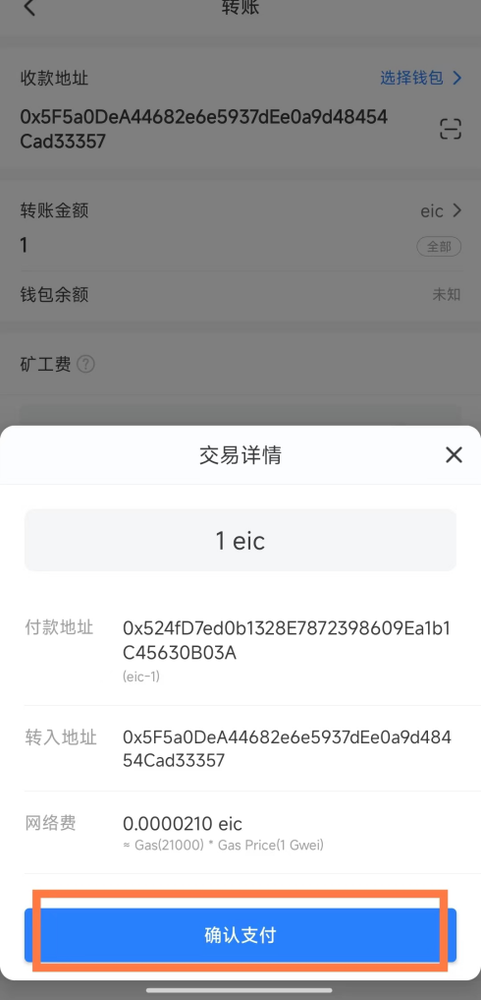 转账
收款地址
选择钱包
0x5F5a0DeA44682e6e5937dEe0a9d48454
Cad33357
转账金额
eic
1
全部
钱包余额
未知
矿工费 ?
交易详情
1 eic
付款地址
0x524fD7ed0b1328E7872398609Ea1b1
C45630B03A
(eic-1)
转入地址
0x5F5a0DeA44682e6e5937dEe0a9d484
54Cad33357
网络费
0.0000210 eic
≈ Gas(21000) * Gas Price(1 Gwei)
确认支付